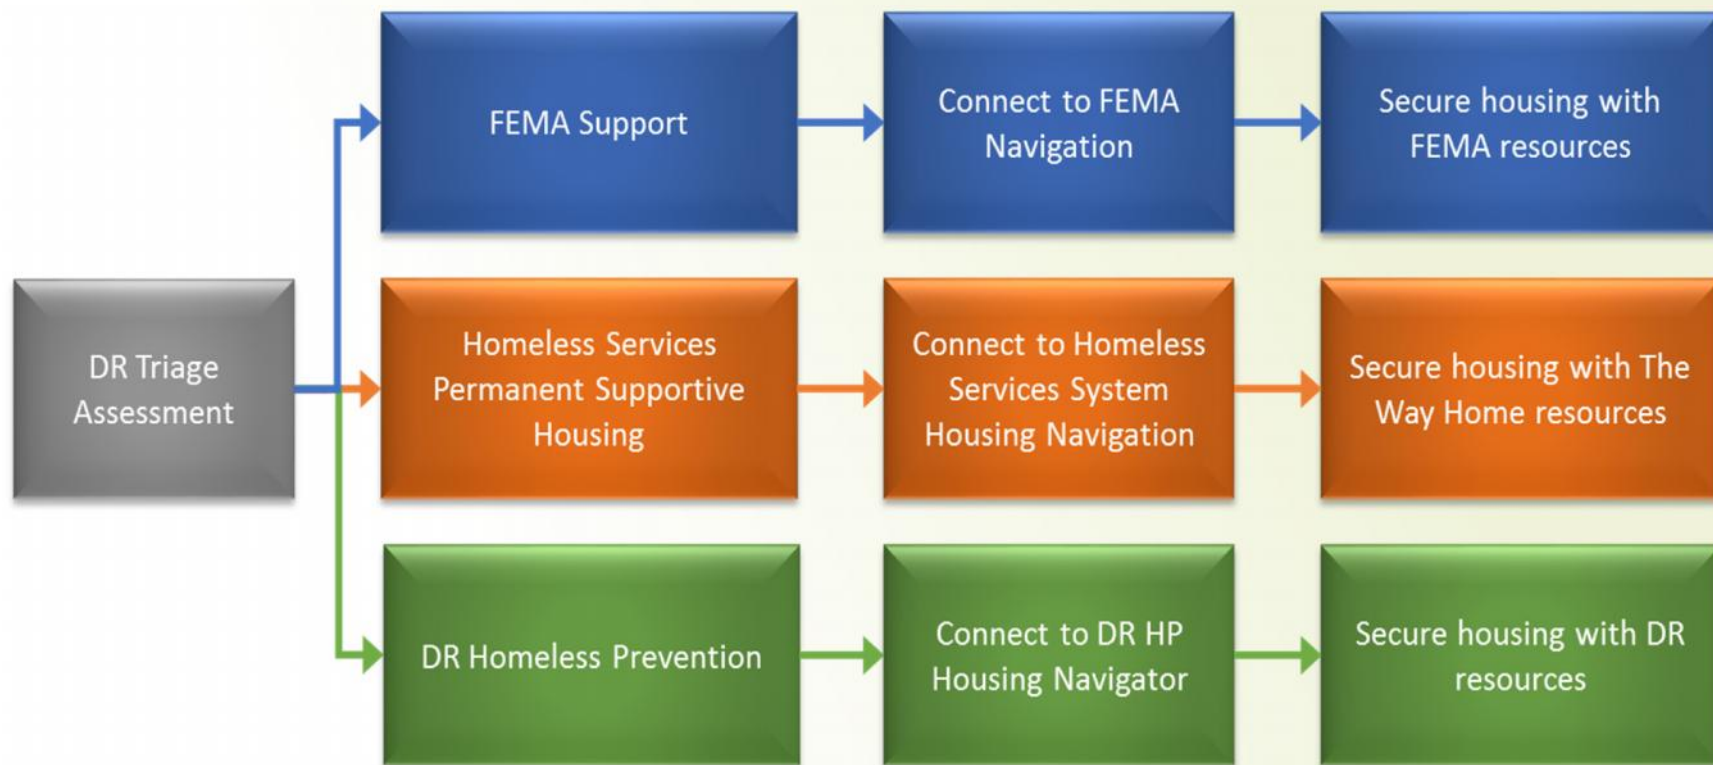 FEMA Support
Connect to FEMA
Navigation
Secure housing with
FEMA resources
DR Triage
Assessment
Homeless Services
Permanent Supportive
Housing
Connect to Homeless
Services System
Housing Navigation
Secure housing with The
Way Home resources
DR Homeless Prevention
Connect to DR HP
Housing Navigator
Secure housing with DR
resources